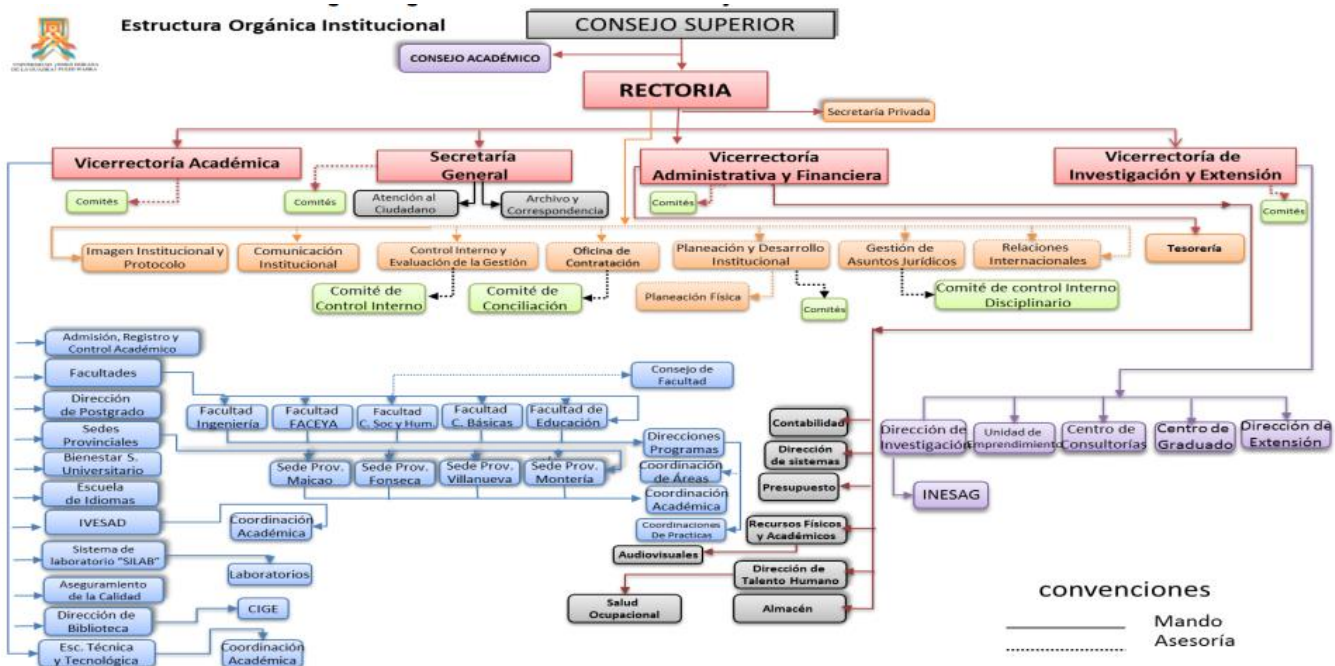 Estructura Orgánica Institucional
CONSEJO SUPERIOR
CONSEJO ACADÉMICO
RECTORIA
Secretaría Privada
Vicerrectoría Académica
Secretaría
General
Vicerrectoría
Administrativa y Financiera
Vicerrectoría de
Investigación y Extensión
Comités
Comités
Atención al
Ciudadano
Archivo y
Correspondencia
Comités
Comités
Imagen Institucional y
Protocolo
Comunicación
Institucional
Control Interno y
Evaluación de la Gestión
Oficina de
Contratación
Planeación y Desarrollo
Institucional
Gestión de
Asuntos Jurídicos
Relaciones
Internacionales
Tesorería
Comité de
Control Interno
Comité de
Conciliación
Planeación Física
Comités
Comité de control Interno
Disciplinario
Admisión, Registro y
Control Académico
Facultades
Dirección
de Postgrado
Sedes
Provinciales
Bienestar S.
Universitario
Escuela
de Idiomas
IVESAD
Sistema de
laboratorio "SILAB"
Aseguramiento
de la Calidad
Dirección de
Biblioteca
Esc. Técnica
y Tecnológica
Consejo de
Facultad
Facultad
Ingeniería
Facultad
FACEYA
Facultad
C. Soc y Hum.
Facultad
C. Básicas
Facultad de
Educación
Sede Prov.
Maicao
Sede Prov.
Fonseca
Sede Prov.
Villanueva
Sede Prov.
Montería
Direcciones
Programas
Coordinación
de Áreas
Coordinación
Académica
Coordinaciones
De Practicas
Coordinación
Académica
Laboratorios
CIGE
Coordinación
Académica
Contabilidad
Dirección
de sistemas
Presupuesto
Recursos Físicos
y Académicos
Audiovisuales
Dirección de
Talento Humano
Salud
Ocupacional
Almacén
Dirección de
Investigación
Unidad de
Emprendimiento
Centro de
Consultorías
Centro de
Graduado
Dirección de
Extensión
INESAG
convenciones
Mando
Asesoría